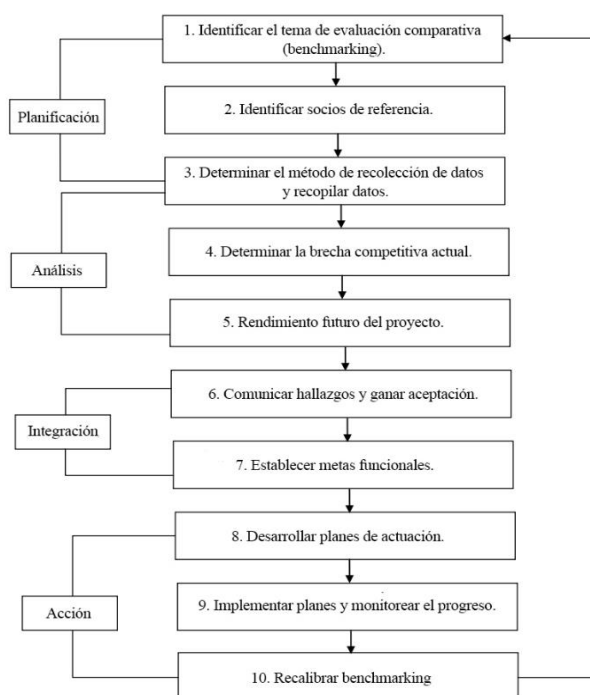 1. Identificar el tema de evaluación comparativa
(benchmarking).
Planificación
2. Identificar socios de referencia.
3. Determinar el método de recolección de datos
y recopilar datos.
Análisis
4. Determinar la brecha competitiva actual.
5. Rendimiento futuro del proyecto.
6. Comunicar hallazgos y ganar aceptación.
Integración
7. Establecer metas funcionales.
8. Desarrollar planes de actuación.
Acción
9. Implementar planes y monitorear el progreso.
10. Recalibrar benchmarking